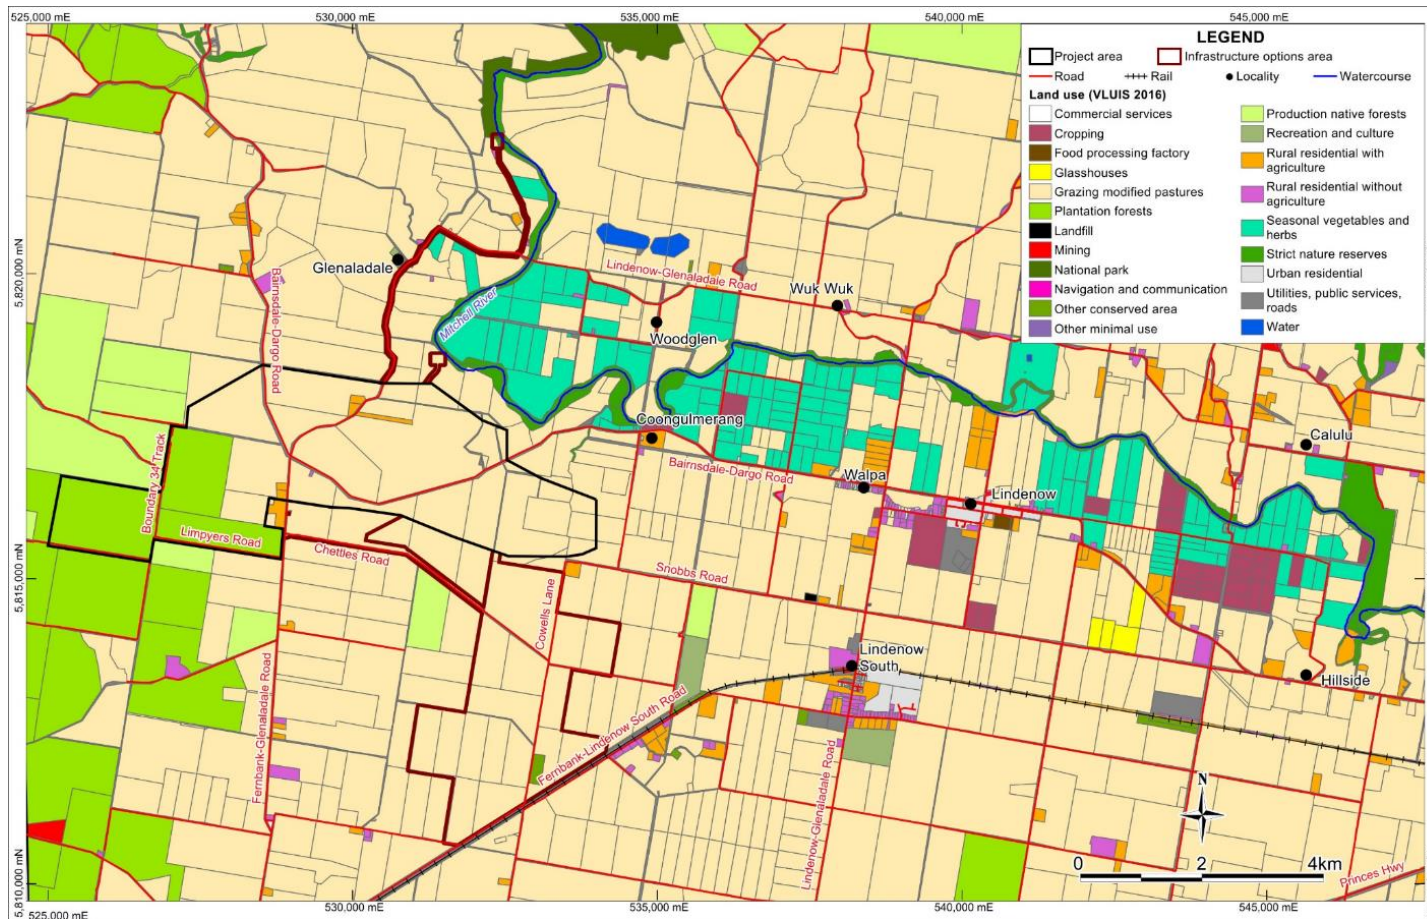 525,000 mE
530,000 mE
535,000 mE
540,000 mE
545,000 mE
LEGEND
Project area
Infrastructure options area
Road
Rail
Locality
Watercourse
Land use (VLUIS 2016)
Commercial services
Cropping
Food processing factory
Glasshouses
Grazing modified pastures
Plantation forests
Landfill
Mining
National park
Navigation and communication
Other conserved area
Other minimal use
Production native forests
Recreation and culture
Rural residential with
agriculture
Rural residential without
agriculture
Seasonal vegetables and
herbs
Strict nature reserves
Urban residential
Utilities, public services,
roads
Water
5,820,000 mN
Glenaladale
Bairnsdale-Dargo Road
Mitchell River
Lindenow-Glenaladale Road
Wuk Wuk
Woodglen
Coongulmerang
Calulu
Bairnsdale-Dargo Road
Walpa
Lindenow
Boundary 34 Track
Limpyers Road
Chettles Road
5,815,000 mN
Snobbs Road
Cowells Lane
Lindenow
South
Hillside
Fernbank-Glenaladale Road
Fernbank-Lindenow South Road
Lindenow-Glenaladale Road
N
0
2
4km
Princes Hwy
5,810,000 mN
525,000 mE
530,000 mE
535,000 mE
540,000 mE
545,000 mE